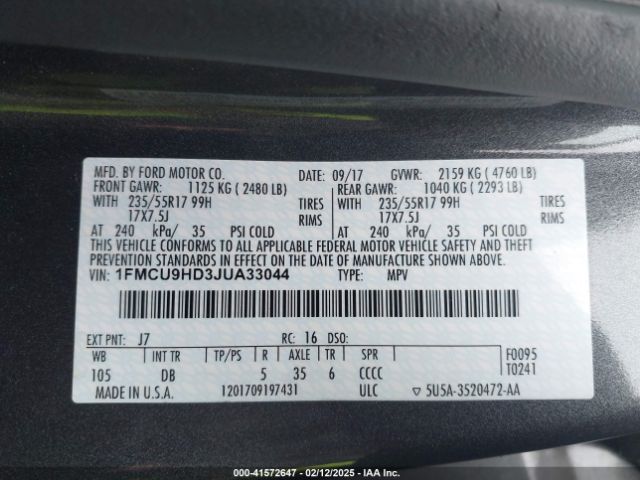 MFD. BY FORD MOTOR CO. DATE: 09/17 GVWR: 2159 KG ( 4760 LB)
FRONT GAWR: 1125 KG ( 2480 LB) REAR GAWR: 1040 KG ( 2293 LB)
WITH 235/55R17 99H TIRES WITH 235/55R17 99H TIRES
17X7.5J RIMS 17X7.5J RIMS
AT 240 kPa/ 35 PSI COLD AT 240 kPa/ 35 PSI COLD
THIS VEHICLE CONFORMS TO ALL APPLICABLE FEDERAL MOTOR VEHICLE SAFETY AND THEFT
PREVENTION STANDARDS IN EFFECT ON THE DATE OF MANUFACTURE SHOWN ABOVE.
VIN: 1FMCU9HD3JUA33044 TYPE: MPV
EXT PNT: J7 RC: 16 DSO:
WB INT TR TP/PS R AXLE TR SPR F0095
105 DB 5 35 6 CCCC T0241
MADE IN U.S.A. 1201709197431 ULC ▽ 5U5A-3520472-AA
000-41572647 - 02/12/2025 - IAA Inc.